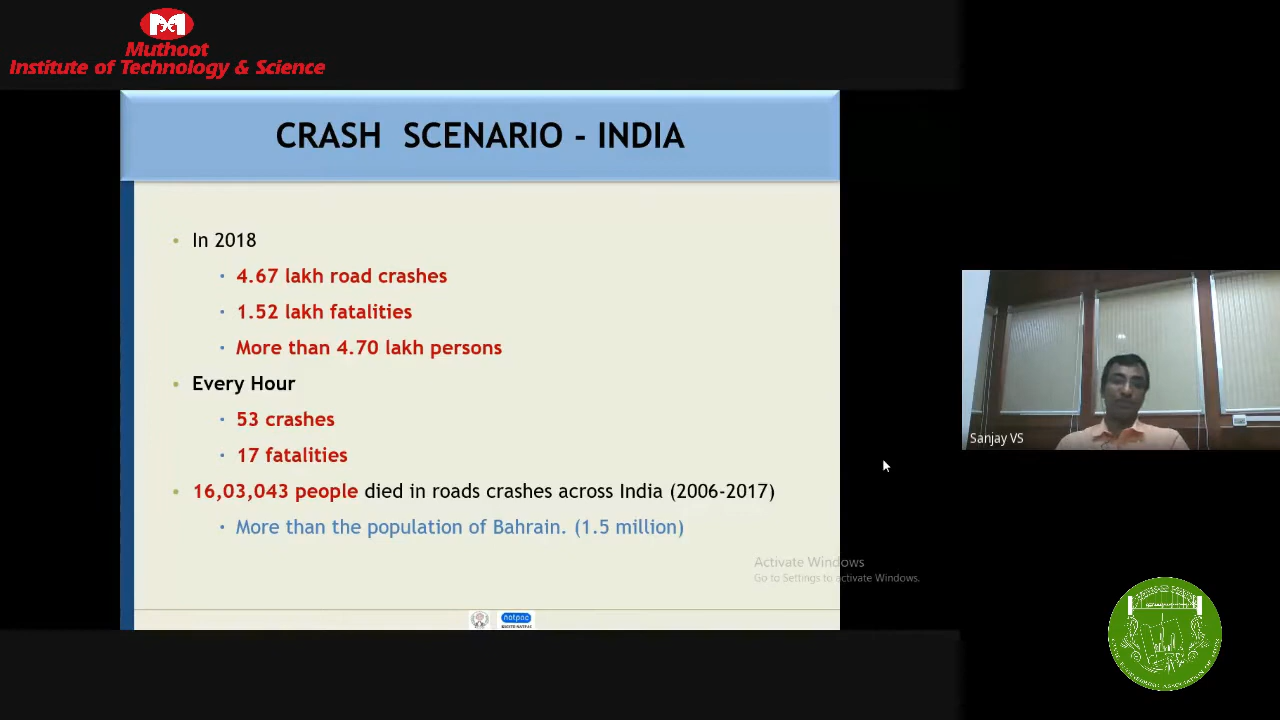 Muthoot
Institute of Technology & Science
CRASH SCENARIO - INDIA
In 2018
4.67 lakh road crashes
1.52 lakh fatalities
More than 4.70 lakh persons
Every Hour
53 crashes
17 fatalities
16,03,043 people died in roads crashes across India (2006-2017)
More than the population of Bahrain. (1.5 million)
Sanjay VS
Activate Windows
Go to Settings to activate Windows.
natpac